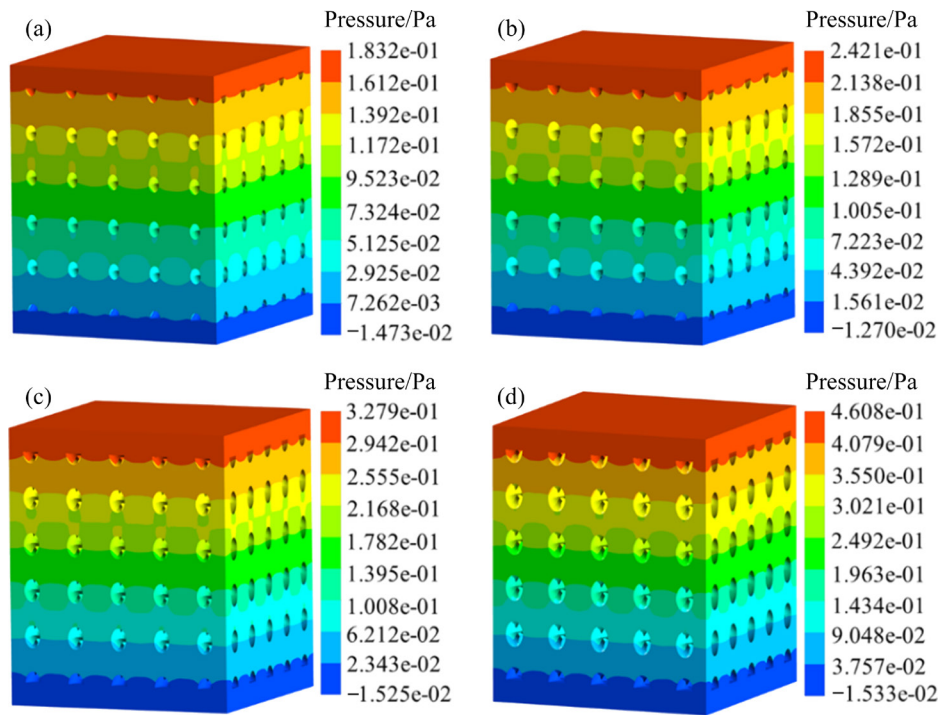 (a)
Pressure/Pa
1.832e-01
1.612e-01
1.392e-01
1.172e-01
9.523e-02
7.324e-02
5.125e-02
2.925e-02
7.262e-03
−1.473e-02
(b)
Pressure/Pa
2.421e-01
2.138e-01
1.855e-01
1.572e-01
1.289e-01
1.005e-01
7.223e-02
4.392e-02
1.561e-02
−1.270e-02
(c)
Pressure/Pa
3.279e-01
2.942e-01
2.555e-01
2.168e-01
1.782e-01
1.395e-01
1.008e-01
6.212e-02
2.343e-02
−1.525e-02
(d)
Pressure/Pa
4.608e-01
4.079e-01
3.550e-01
3.021e-01
2.492e-01
1.963e-01
1.434e-01
9.048e-02
3.757e-02
−1.533e-02